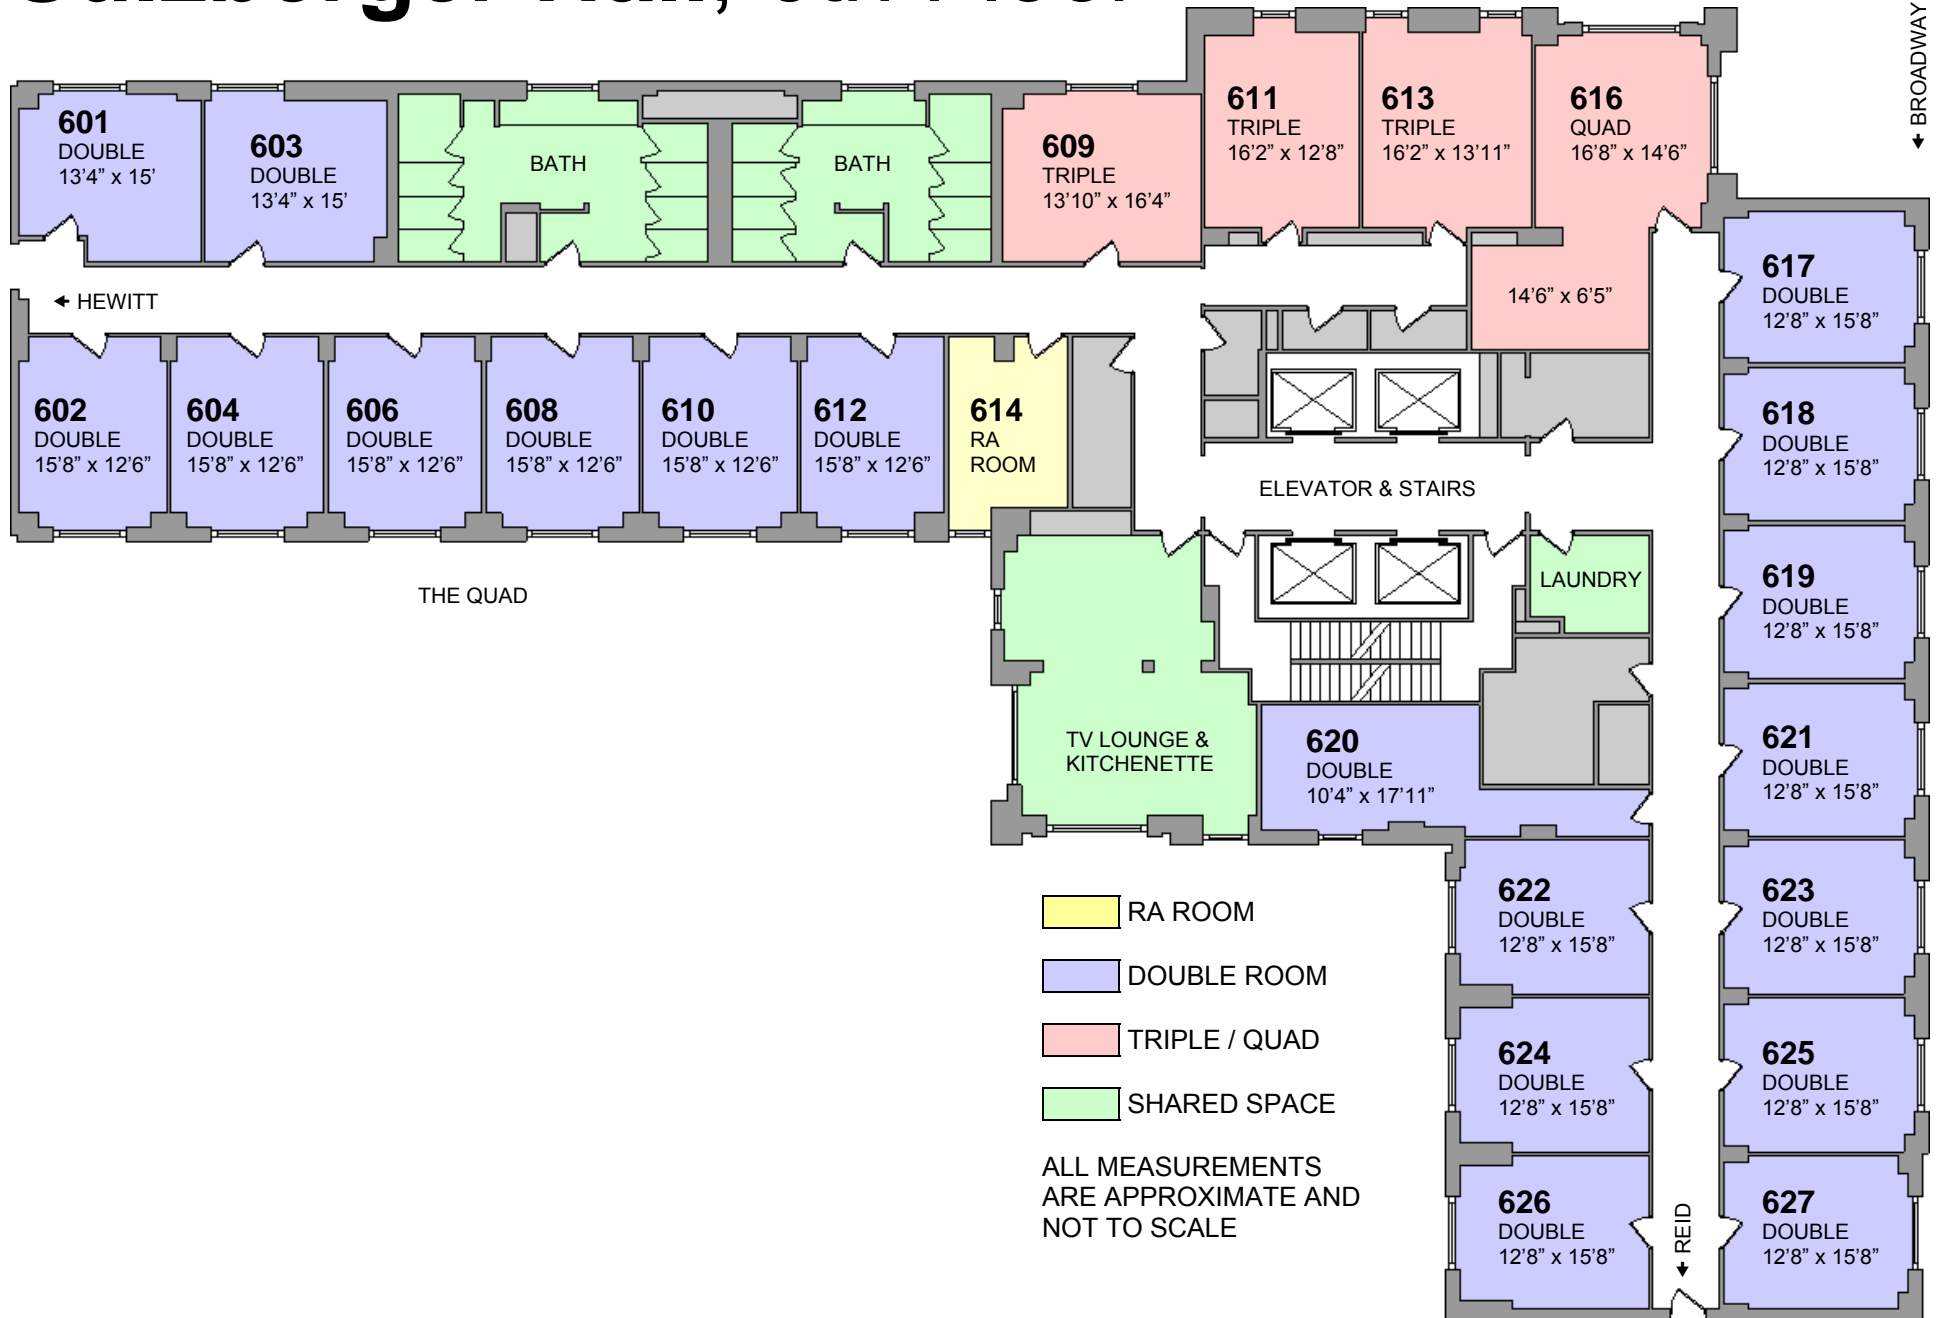 ← BROADWAY
601
DOUBLE
13'4” x 15'
603
DOUBLE
13'4” x 15'
BATH
BATH
609
TRIPLE
13'10” x 16'4”
611
TRIPLE
16'2” x 12'8”
613
TRIPLE
16'2” x 13'11”
616
QUAD
16'8” x 14'6”
14'6” x 6'5”
← HEWITT
602
DOUBLE
15'8” x 12'6”
604
DOUBLE
15'8” x 12'6”
606
DOUBLE
15'8” x 12'6”
608
DOUBLE
15'8” x 12'6”
610
DOUBLE
15'8” x 12'6”
612
DOUBLE
15'8” x 12'6”
614
RA
ROOM
617
DOUBLE
12'8” x 15'8”
618
DOUBLE
12'8” x 15'8”
ELEVATOR & STAIRS
THE QUAD
LAUNDRY
619
DOUBLE
12'8” x 15'8”
TV LOUNGE &
KITCHENETTE
620
DOUBLE
10'4” x 17'11”
621
DOUBLE
12'8” x 15'8”
622
DOUBLE
12'8” x 15'8”
623
DOUBLE
12'8” x 15'8”
624
DOUBLE
12'8” x 15'8”
625
DOUBLE
12'8” x 15'8”
626
DOUBLE
12'8” x 15'8”
627
DOUBLE
12'8” x 15'8”
← REID
RA ROOM
DOUBLE ROOM
TRIPLE / QUAD
SHARED SPACE
ALL MEASUREMENTS
ARE APPROXIMATE AND
NOT TO SCALE